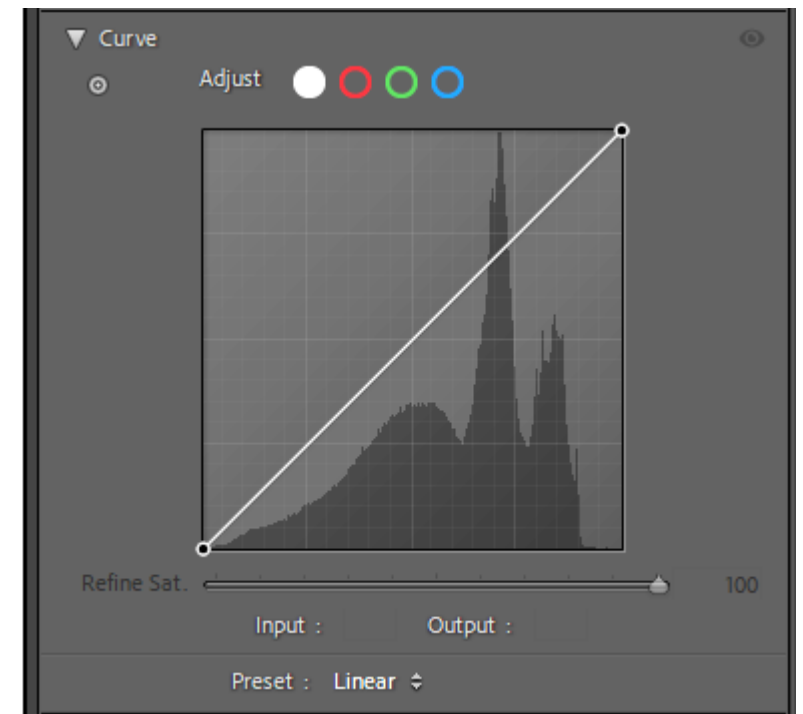 Curve
Adjust
Refine Sat. 100
Input : Output :
Preset : Linear